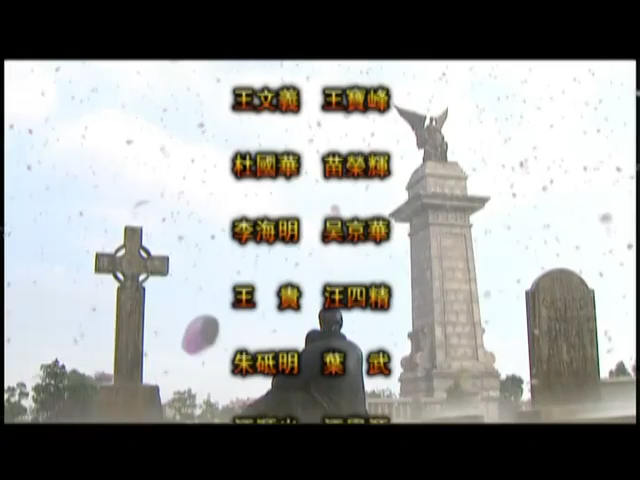 王文義 王寶峰
杜國華 苗榮輝
李海明 吴京華
王 貴 汪四精
朱砥明 葉 武